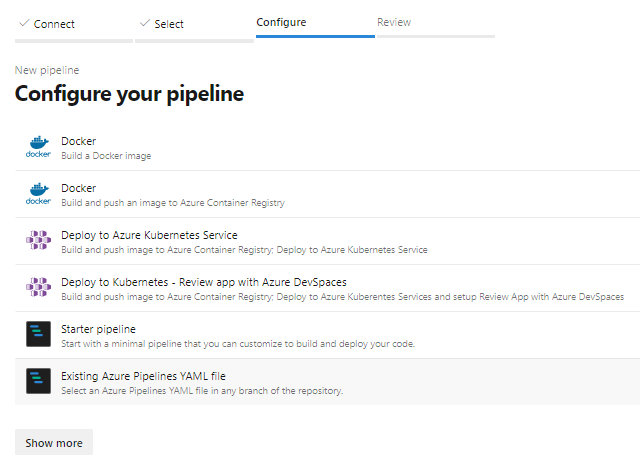 Connect
Select
Configure
Review
New pipeline
Configure your pipeline
docker
Docker
Build a Docker image
docker
Docker
Build and push an image to Azure Container Registry
Deploy to Azure Kubernetes Service
Build and push image to Azure Container Registry; Deploy to Azure Kubernetes Service
Deploy to Kubernetes - Review app with Azure DevSpaces
Build and push image to Azure Container Registry; Deploy to Azure Kuberentes Services and setup Review App with Azure DevSpaces
Starter pipeline
Start with a minimal pipeline that you can customize to build and deploy your code.
Existing Azure Pipelines YAML file
Select an Azure Pipelines YAML file in any branch of the repository.
Show more